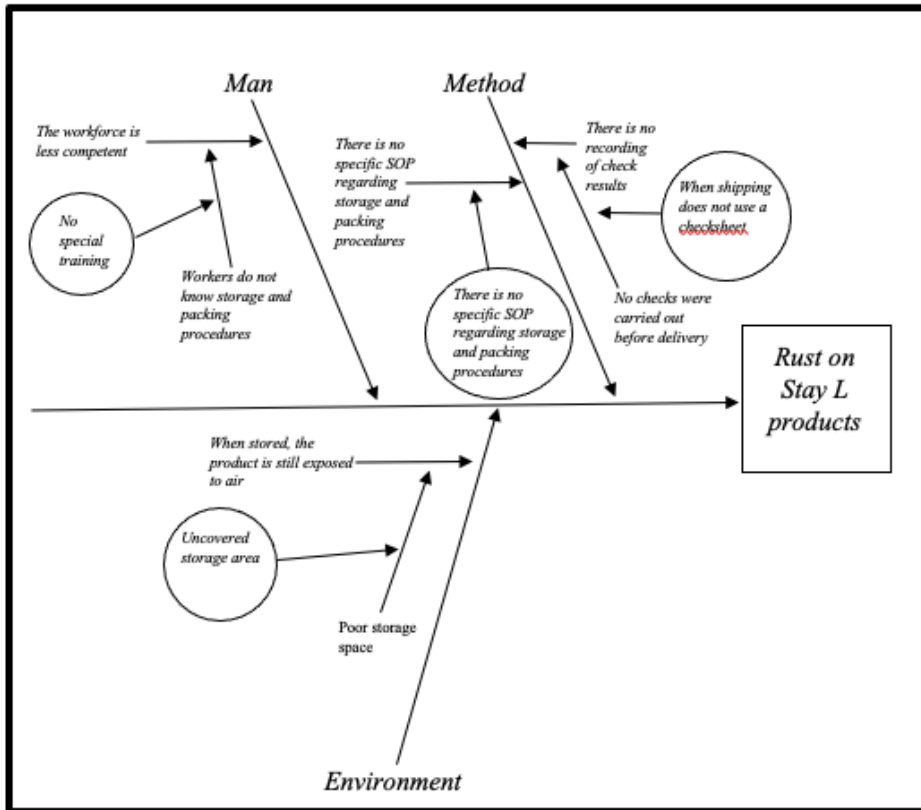 Man
Method
The workforce is
less competent
There is no
specific SOP
regarding
storage and
packing
procedures
There is no
recording
of check
results
When shipping
does not use a
checksheet
No
special
training
Workers do not
know storage and
packing
procedures
There is no
specific SOP
regarding storage
and packing
procedures
No checks were
carried out
before delivery
Rust on
Stay L
products
When stored, the
product is still exposed
to air
Uncovered
storage area
Poor storage
space
Environment